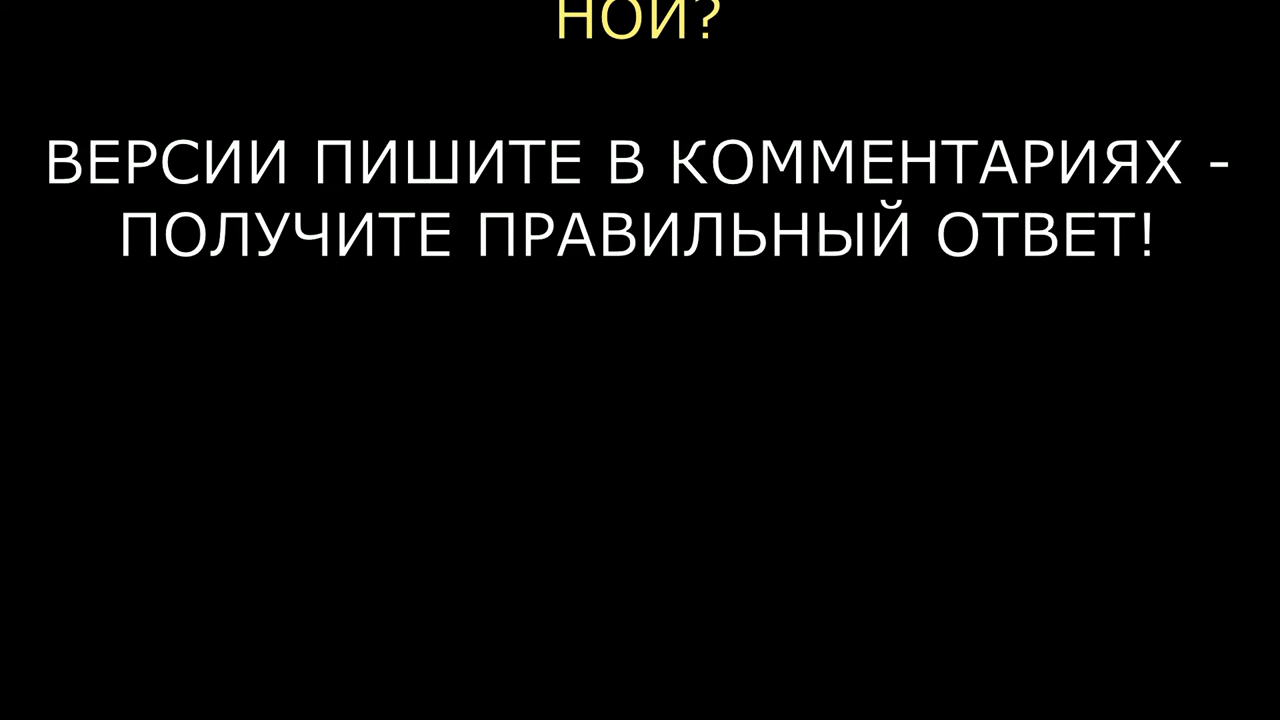 НОЙ?
ВЕРСИИ ПИШИТЕ В КОММЕНТАРИЯХ -
ПОЛУЧИТЕ ПРАВИЛЬНЫЙ ОТВЕТ!